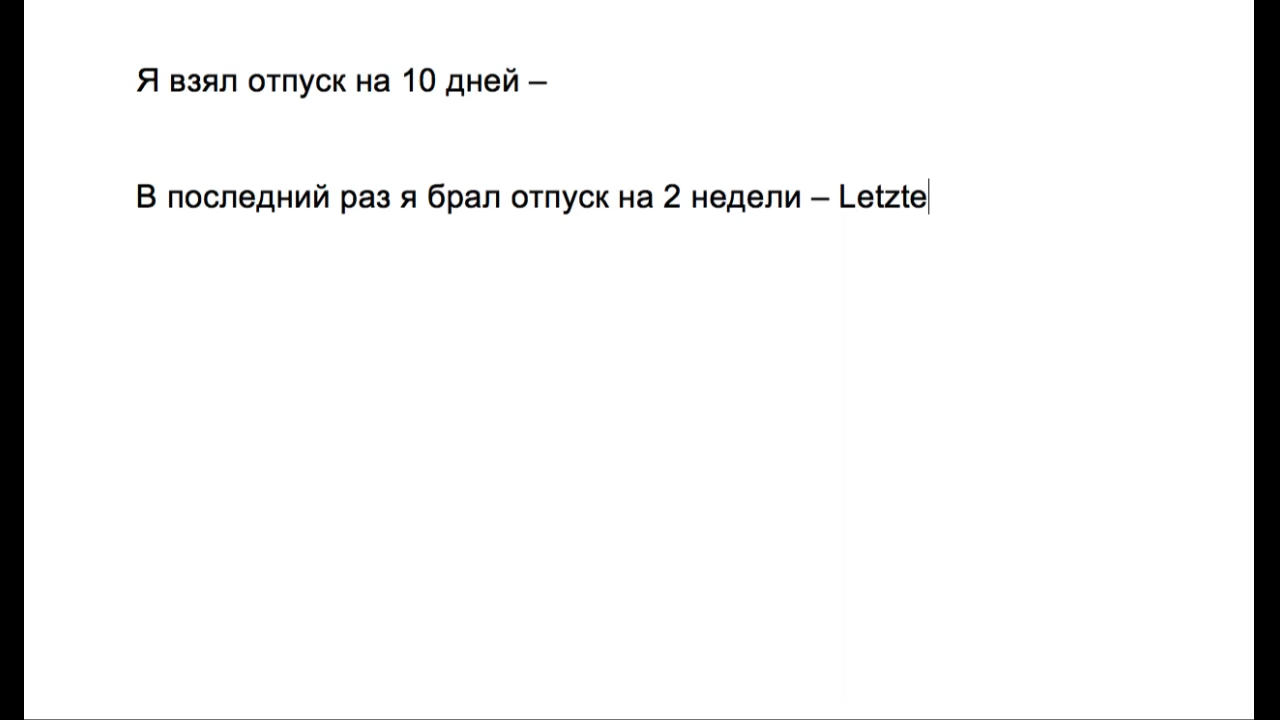 Я взял отпуск на 10 дней –
В последний раз я брал отпуск на 2 недели – Letzte